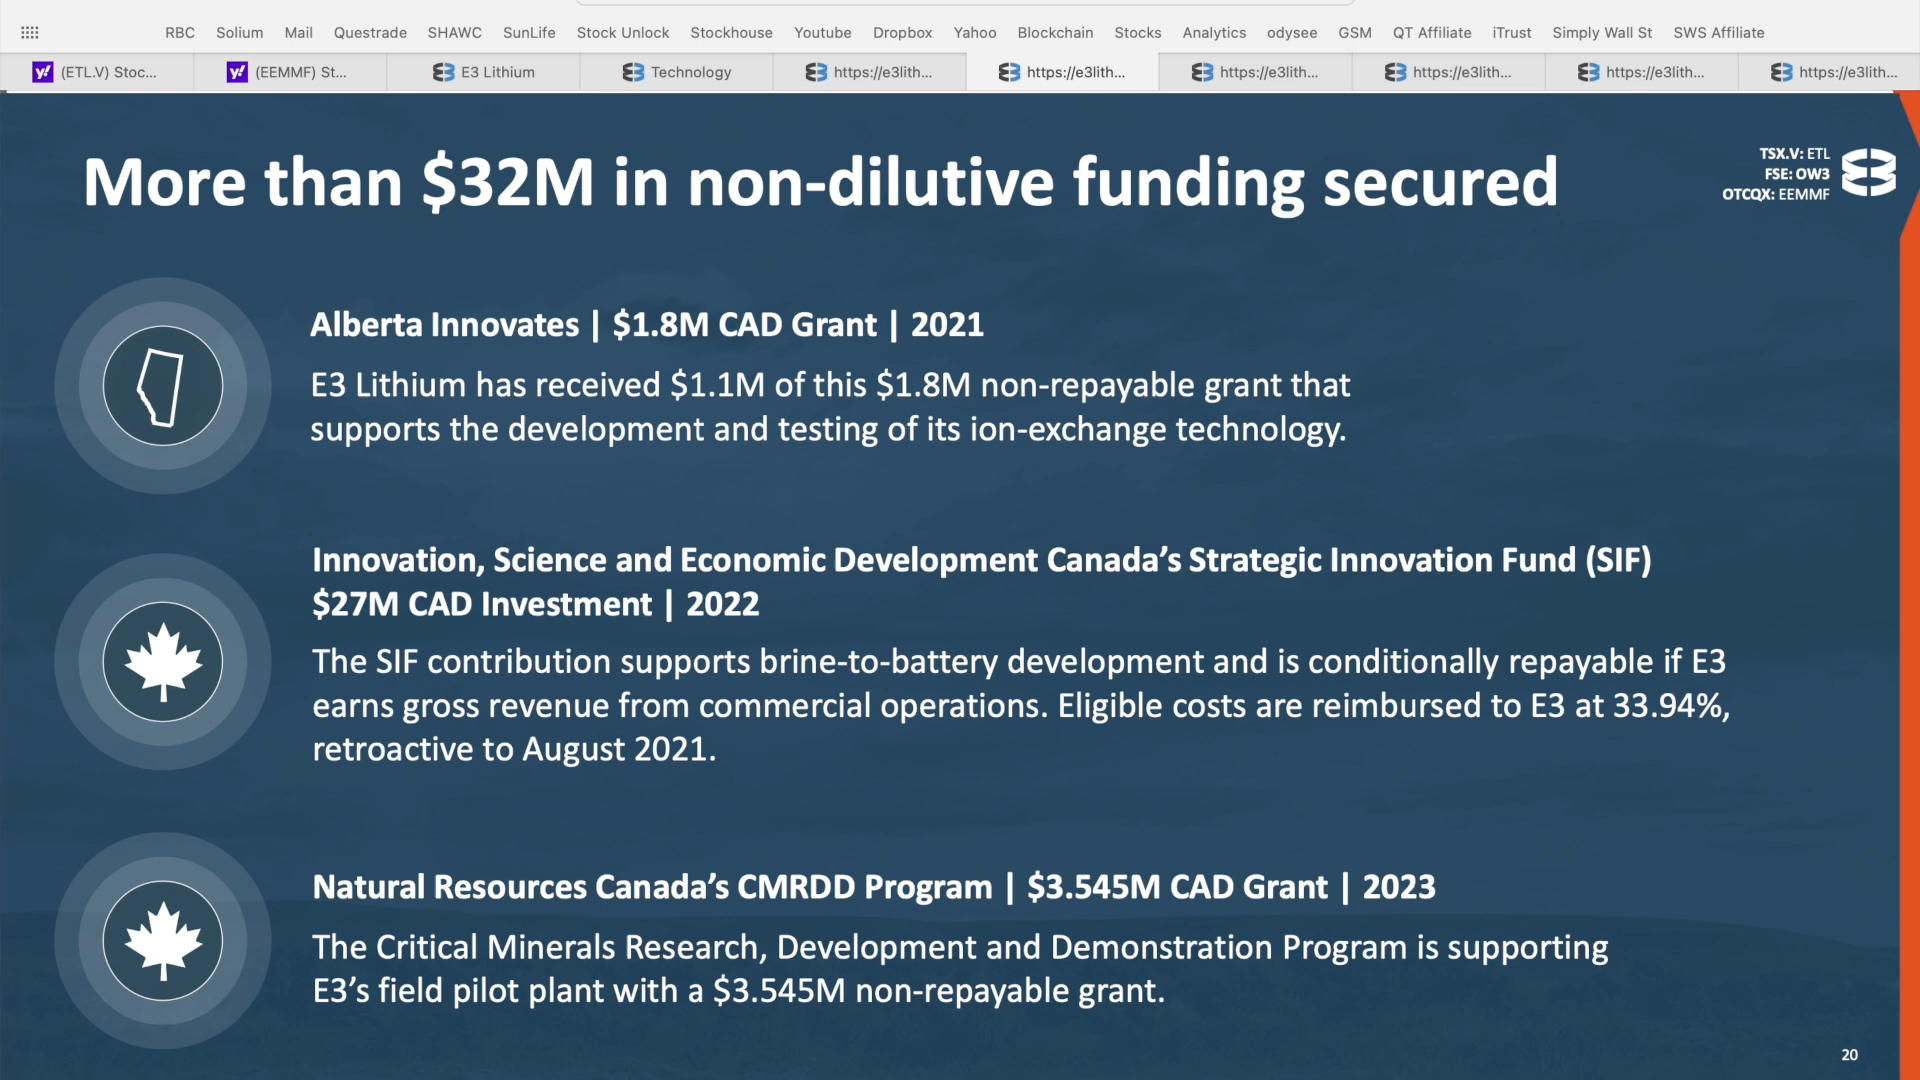 RBC Solium Mail Questrade SHAWC SunLife Stock Unlock Stockhouse Youtube Dropbox Yahoo Blockchain Stocks Analytics odysee GSM QT Affiliate iTrust Simply Wall St SWS Affiliate
y! (ETL.V) Stoc... y! (EEMMF) St... E3 Lithium Technology https://e3lith... https://e3lith... https://e3lith... https://e3lith... https://e3lith... https://e3lith...
More than $32M in non-dilutive funding secured
TSX.V: ETL
FSE: OW3
OTCQX: EEMMF
Alberta Innovates | $1.8M CAD Grant | 2021
E3 Lithium has received $1.1M of this $1.8M non-repayable grant that
supports the development and testing of its ion-exchange technology.
Innovation, Science and Economic Development Canada’s Strategic Innovation Fund (SIF)
$27M CAD Investment | 2022
The SIF contribution supports brine-to-battery development and is conditionally repayable if E3
earns gross revenue from commercial operations. Eligible costs are reimbursed to E3 at 33.94%,
retroactive to August 2021.
Natural Resources Canada’s CMRDD Program | $3.545M CAD Grant | 2023
The Critical Minerals Research, Development and Demonstration Program is supporting
E3’s field pilot plant with a $3.545M non-repayable grant.
20